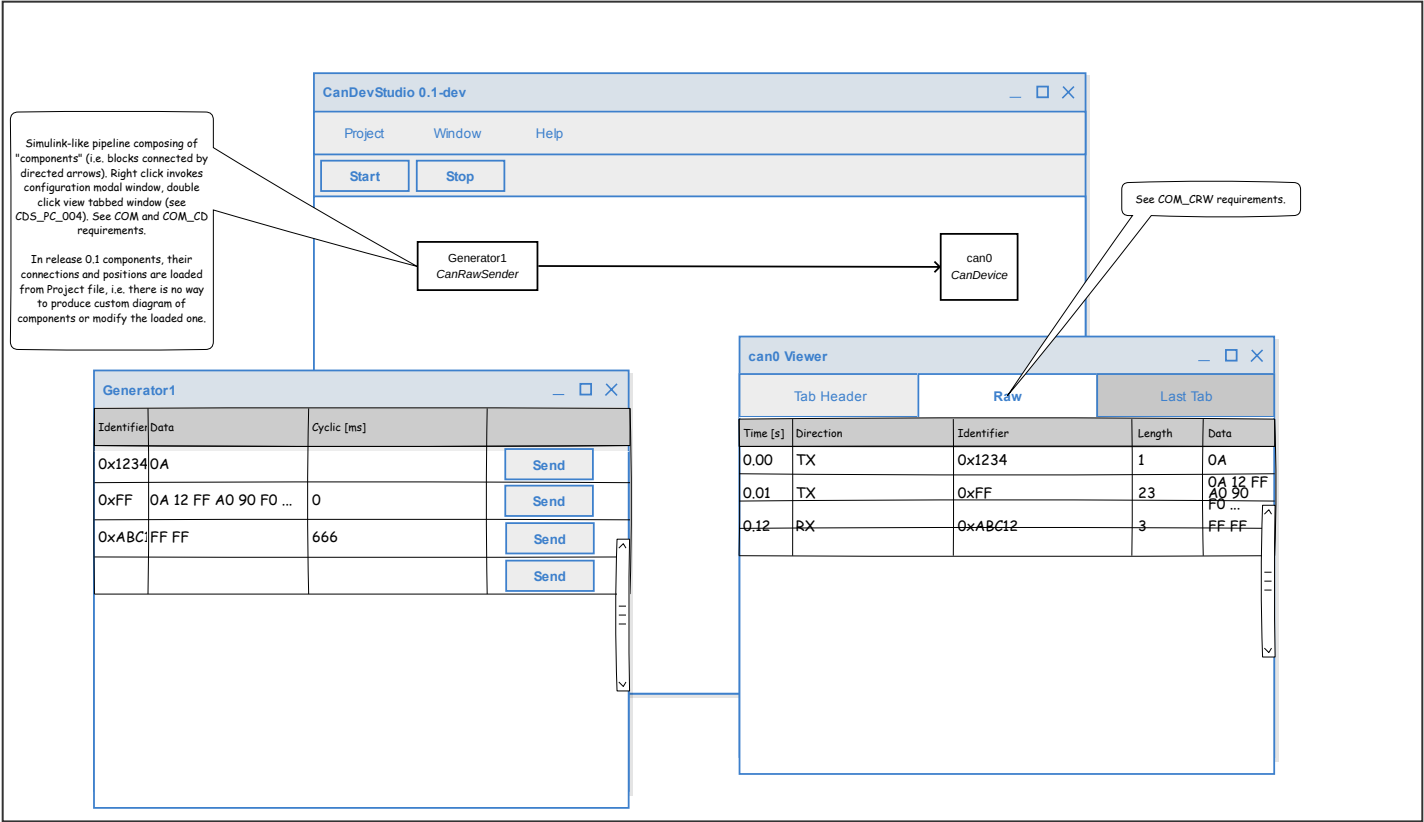 CanDevStudio 0.1-dev
Project Window Help
Start Stop
Simulink-like pipeline composing of
"components" (i.e. blocks connected by
directed arrows). Right click invokes
configuration modal window, double
click view tabbed window (see
CDS_PC_004). See COM and COM_CD
requirements.
In release 0.1 components, their
connections and positions are loaded
from Project file, i.e. there is no way
to produce custom diagram of
components or modify the loaded one.
See COM_CRW requirements.
Generator1
CanRawSender
can0
CanDevice
Generator1
Identifier Data Cyclic [ms]
0x1234 0A Send
0xFF 0A 12 FF A0 90 F0 ... 0 Send
0xABC1 FF FF 666 Send
Send
can0 Viewer
Tab Header Raw Last Tab
Time [s] Direction Identifier Length Data
0.00 TX 0x1234 1 0A
0.01 TX 0xFF 23 0A 12 FF
A0 90
F0 ...
0.12 RX 0xABC12 3 FF FF